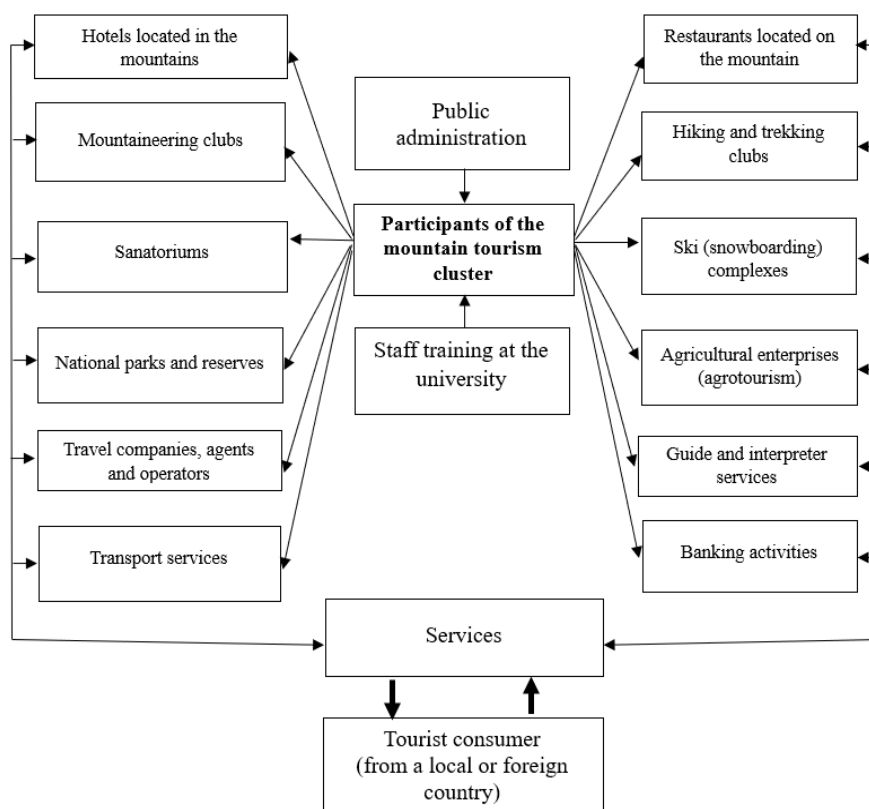 Hotels located in the
mountains
Mountaineering clubs
Sanatoriums
National parks and reserves
Travel companies, agents
and operators
Transport services
Public
administration
Participants of the
mountain tourism
cluster
Staff training at the
university
Restaurants located on
the mountain
Hiking and trekking
clubs
Ski (snowboarding)
complexes
Agricultural enterprises
(agrotourism)
Guide and interpreter
services
Banking activities
Services
Tourist consumer
(from a local or foreign
country)